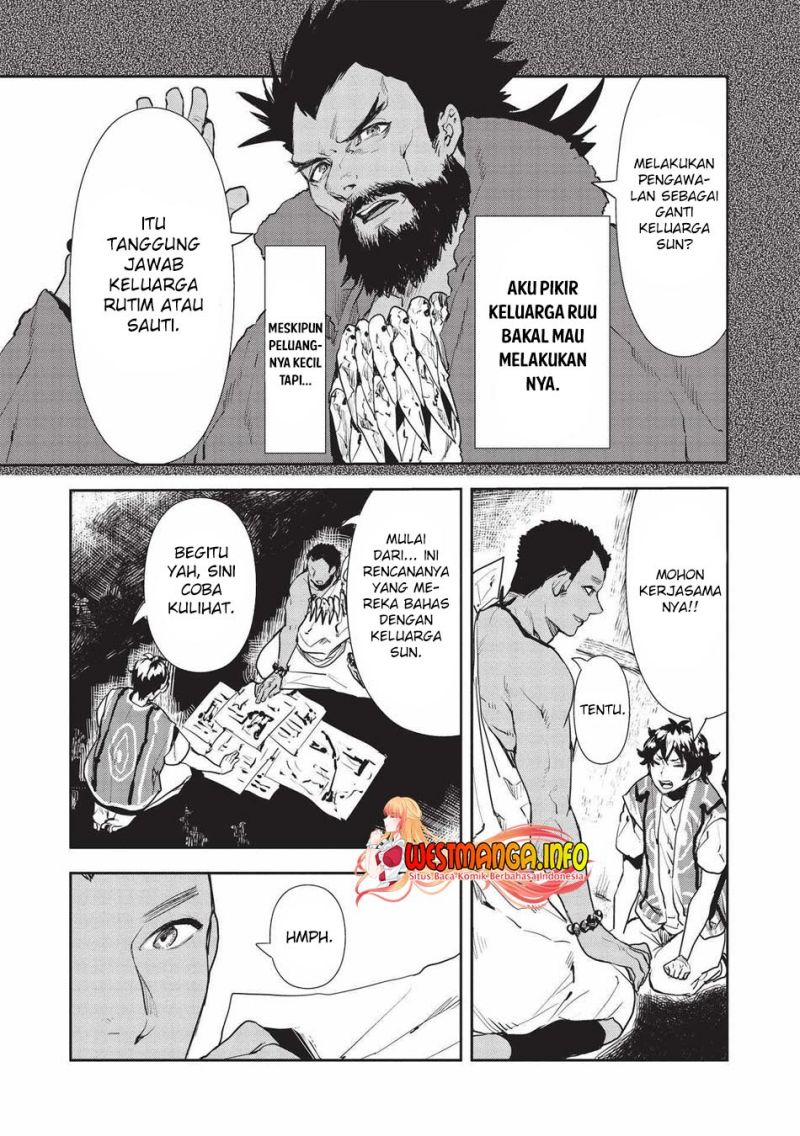 MELAKUKAN
PENGAWA-
LAN SEBAGAI
GANTI
KELUARGA
SUN?
AKU PIKIR
KELUARGA RUU
BAKAL MAU
MELAKUKAN
NYA.
MESKIPUN
PELUANG-
NYA KECIL
TAPI...
ITU
TANGGUNG
JAWAB
KELUARGA
RUTIM ATAU
SAUTI.
MOHON
KERJASAMA
NYA!!
TENTU.
MULAI
DARI... INI
RENCANANYA
YANG ME-
REKA BAHAS
DENGAN
KELUARGA
SUN.
BEGITU
YAH, SINI
COBA
KULIHAT.
WESTMANGA.INFO
Situs Baca Komik Berbahasa Indonesia
HMPH.